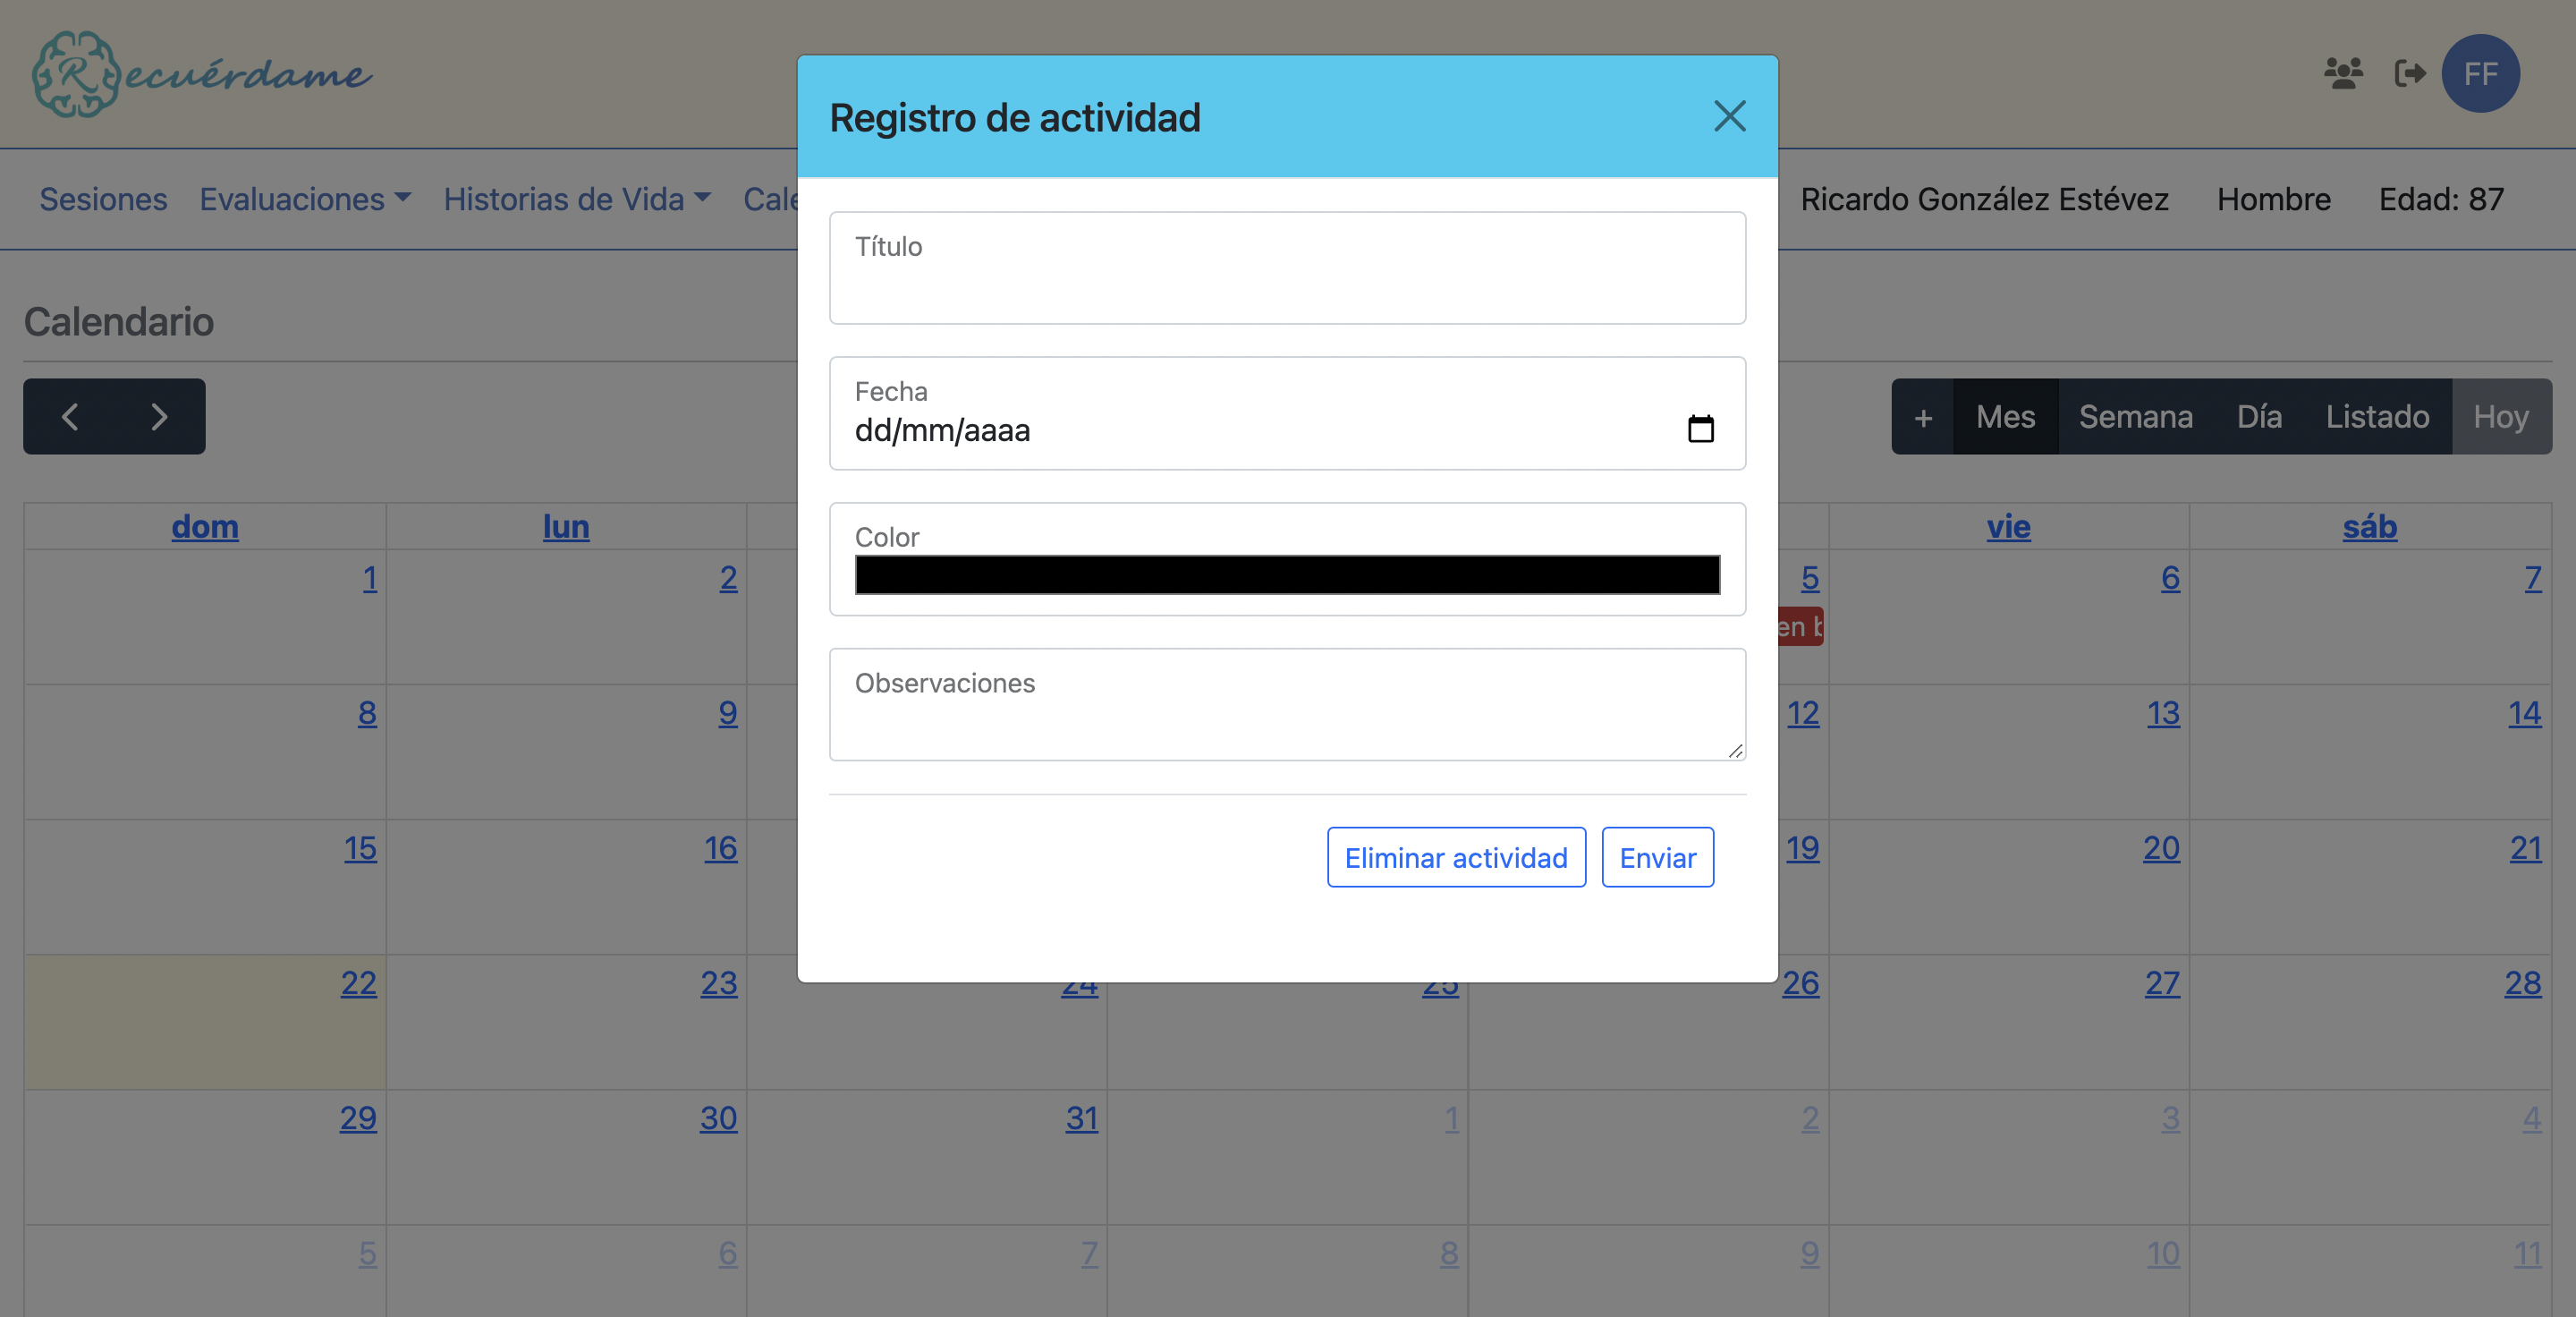 Recuérdame
FF
Sesiones Evaluaciones Historias de Vida Ricardo González Estévez Hombre Edad: 87
Registro de actividad
Título
Fecha
dd/mm/aaaa
Color
Observaciones
Eliminar actividad Enviar
Calendario
+ Mes Semana Día Listado Hoy
dom lun vie sáb
1 2 5 6 7
en
8 9 12 13 14
15 16 19 20 21
22 23 24 25 26 27 28
29 30 31 1 2 3 4
5 6 7 8 9 10 11